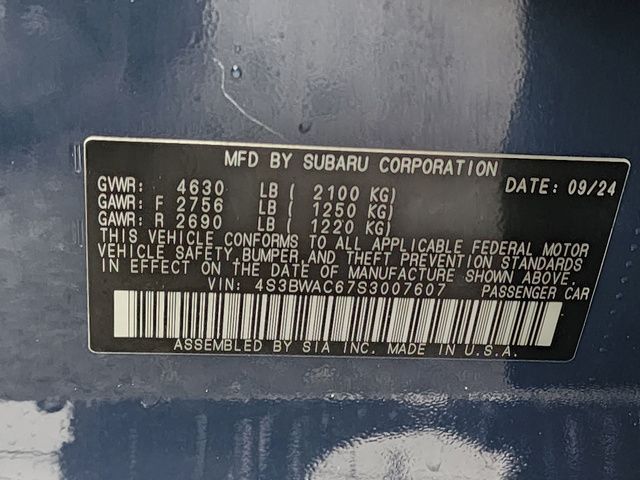 MFD BY SUBARU CORPORATION
GVWR: 4630 LB ( 2100 KG) DATE: 09/24
GAWR: F 2756 LB ( 1250 KG)
GAWR: R 2690 LB ( 1220 KG)
THIS VEHICLE CONFORMS TO ALL APPLICABLE FEDERAL MOTOR
VEHICLE SAFETY, BUMPER, AND THEFT PREVENTION STANDARDS
IN EFFECT ON THE DATE OF MANUFACTURE SHOWN ABOVE.
VIN: 4S3BWAC67S3007607 PASSENGER CAR
ASSEMBLED BY SIA INC. MADE IN U.S.A.